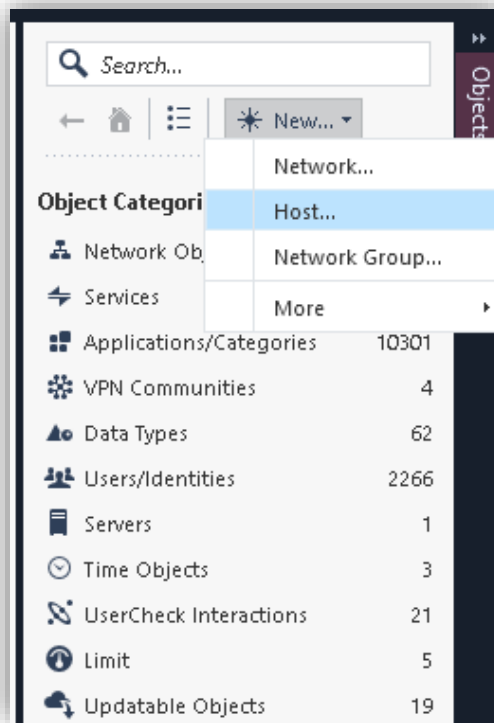 Search...
Objects
New...
Network...
Object Categori
Host...
Network Ob
Network Group...
Services
More
Applications/Categories 10301
VPN Communities 4
Data Types 62
Users/Identities 2266
Servers 1
Time Objects 3
UserCheck Interactions 21
Limit 5
Updatable Objects 19